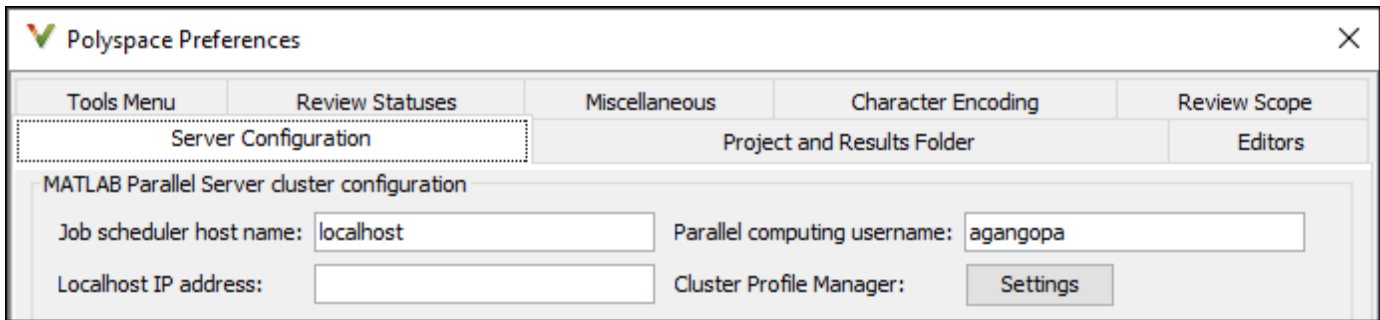 Polyspace Preferences
Tools Menu Review Statuses Miscellaneous Character Encoding Review Scope
Server Configuration Project and Results Folder Editors
MATLAB Parallel Server cluster configuration
Job scheduler host name: localhost Parallel computing username: agangopa
Localhost IP address: Cluster Profile Manager: Settings